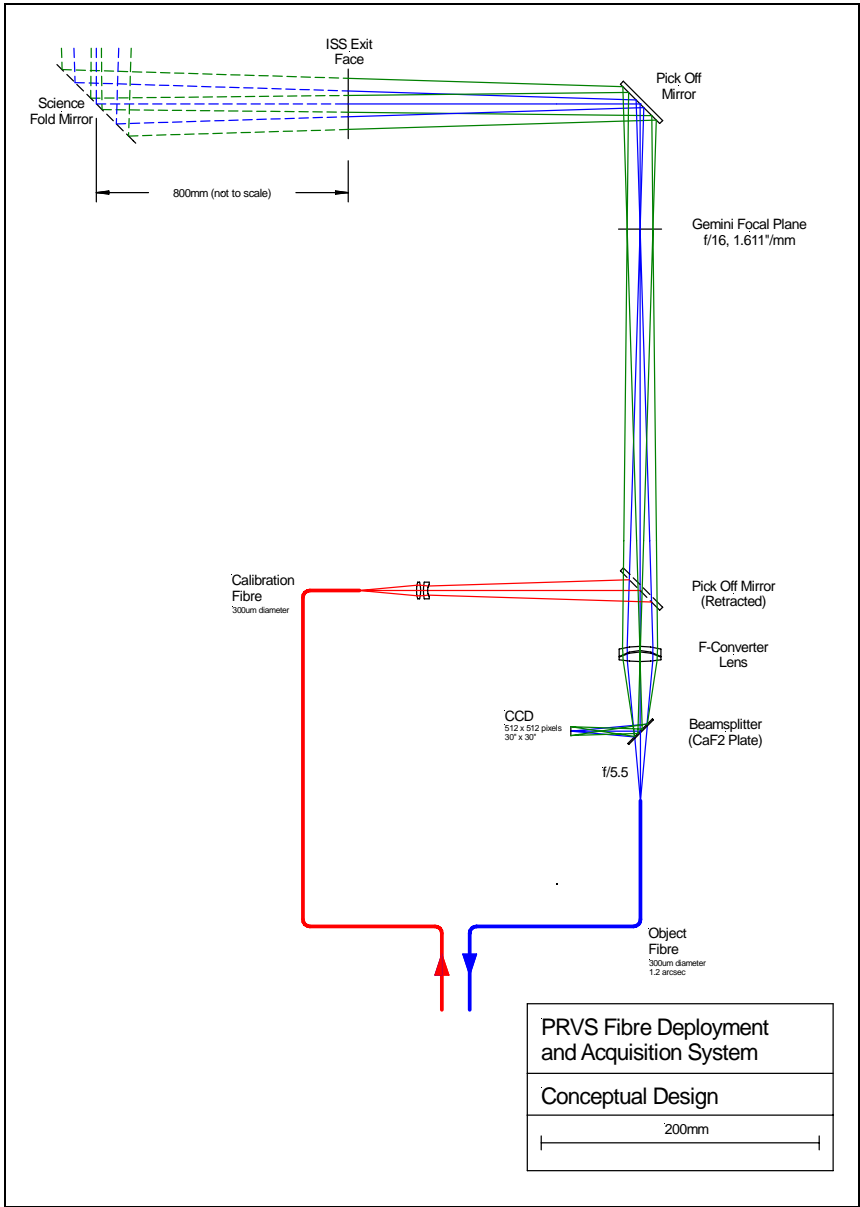 ISS Exit
Face
Pick Off
Mirror
Science
Fold Mirror
800mm (not to scale)
Gemini Focal Plane
f/16, 1.611"/mm
Calibration
Fibre
300um diameter
Pick Off Mirror
(Retracted)
F-Converter
Lens
CCD
512 x 512 pixels
30" x 30"
Beamsplitter
(CaF2 Plate)
f/5.5
Object
Fibre
300um diameter
1.2 arcsec
PRVS Fibre Deployment
and Acquisition System
Conceptual Design
200mm